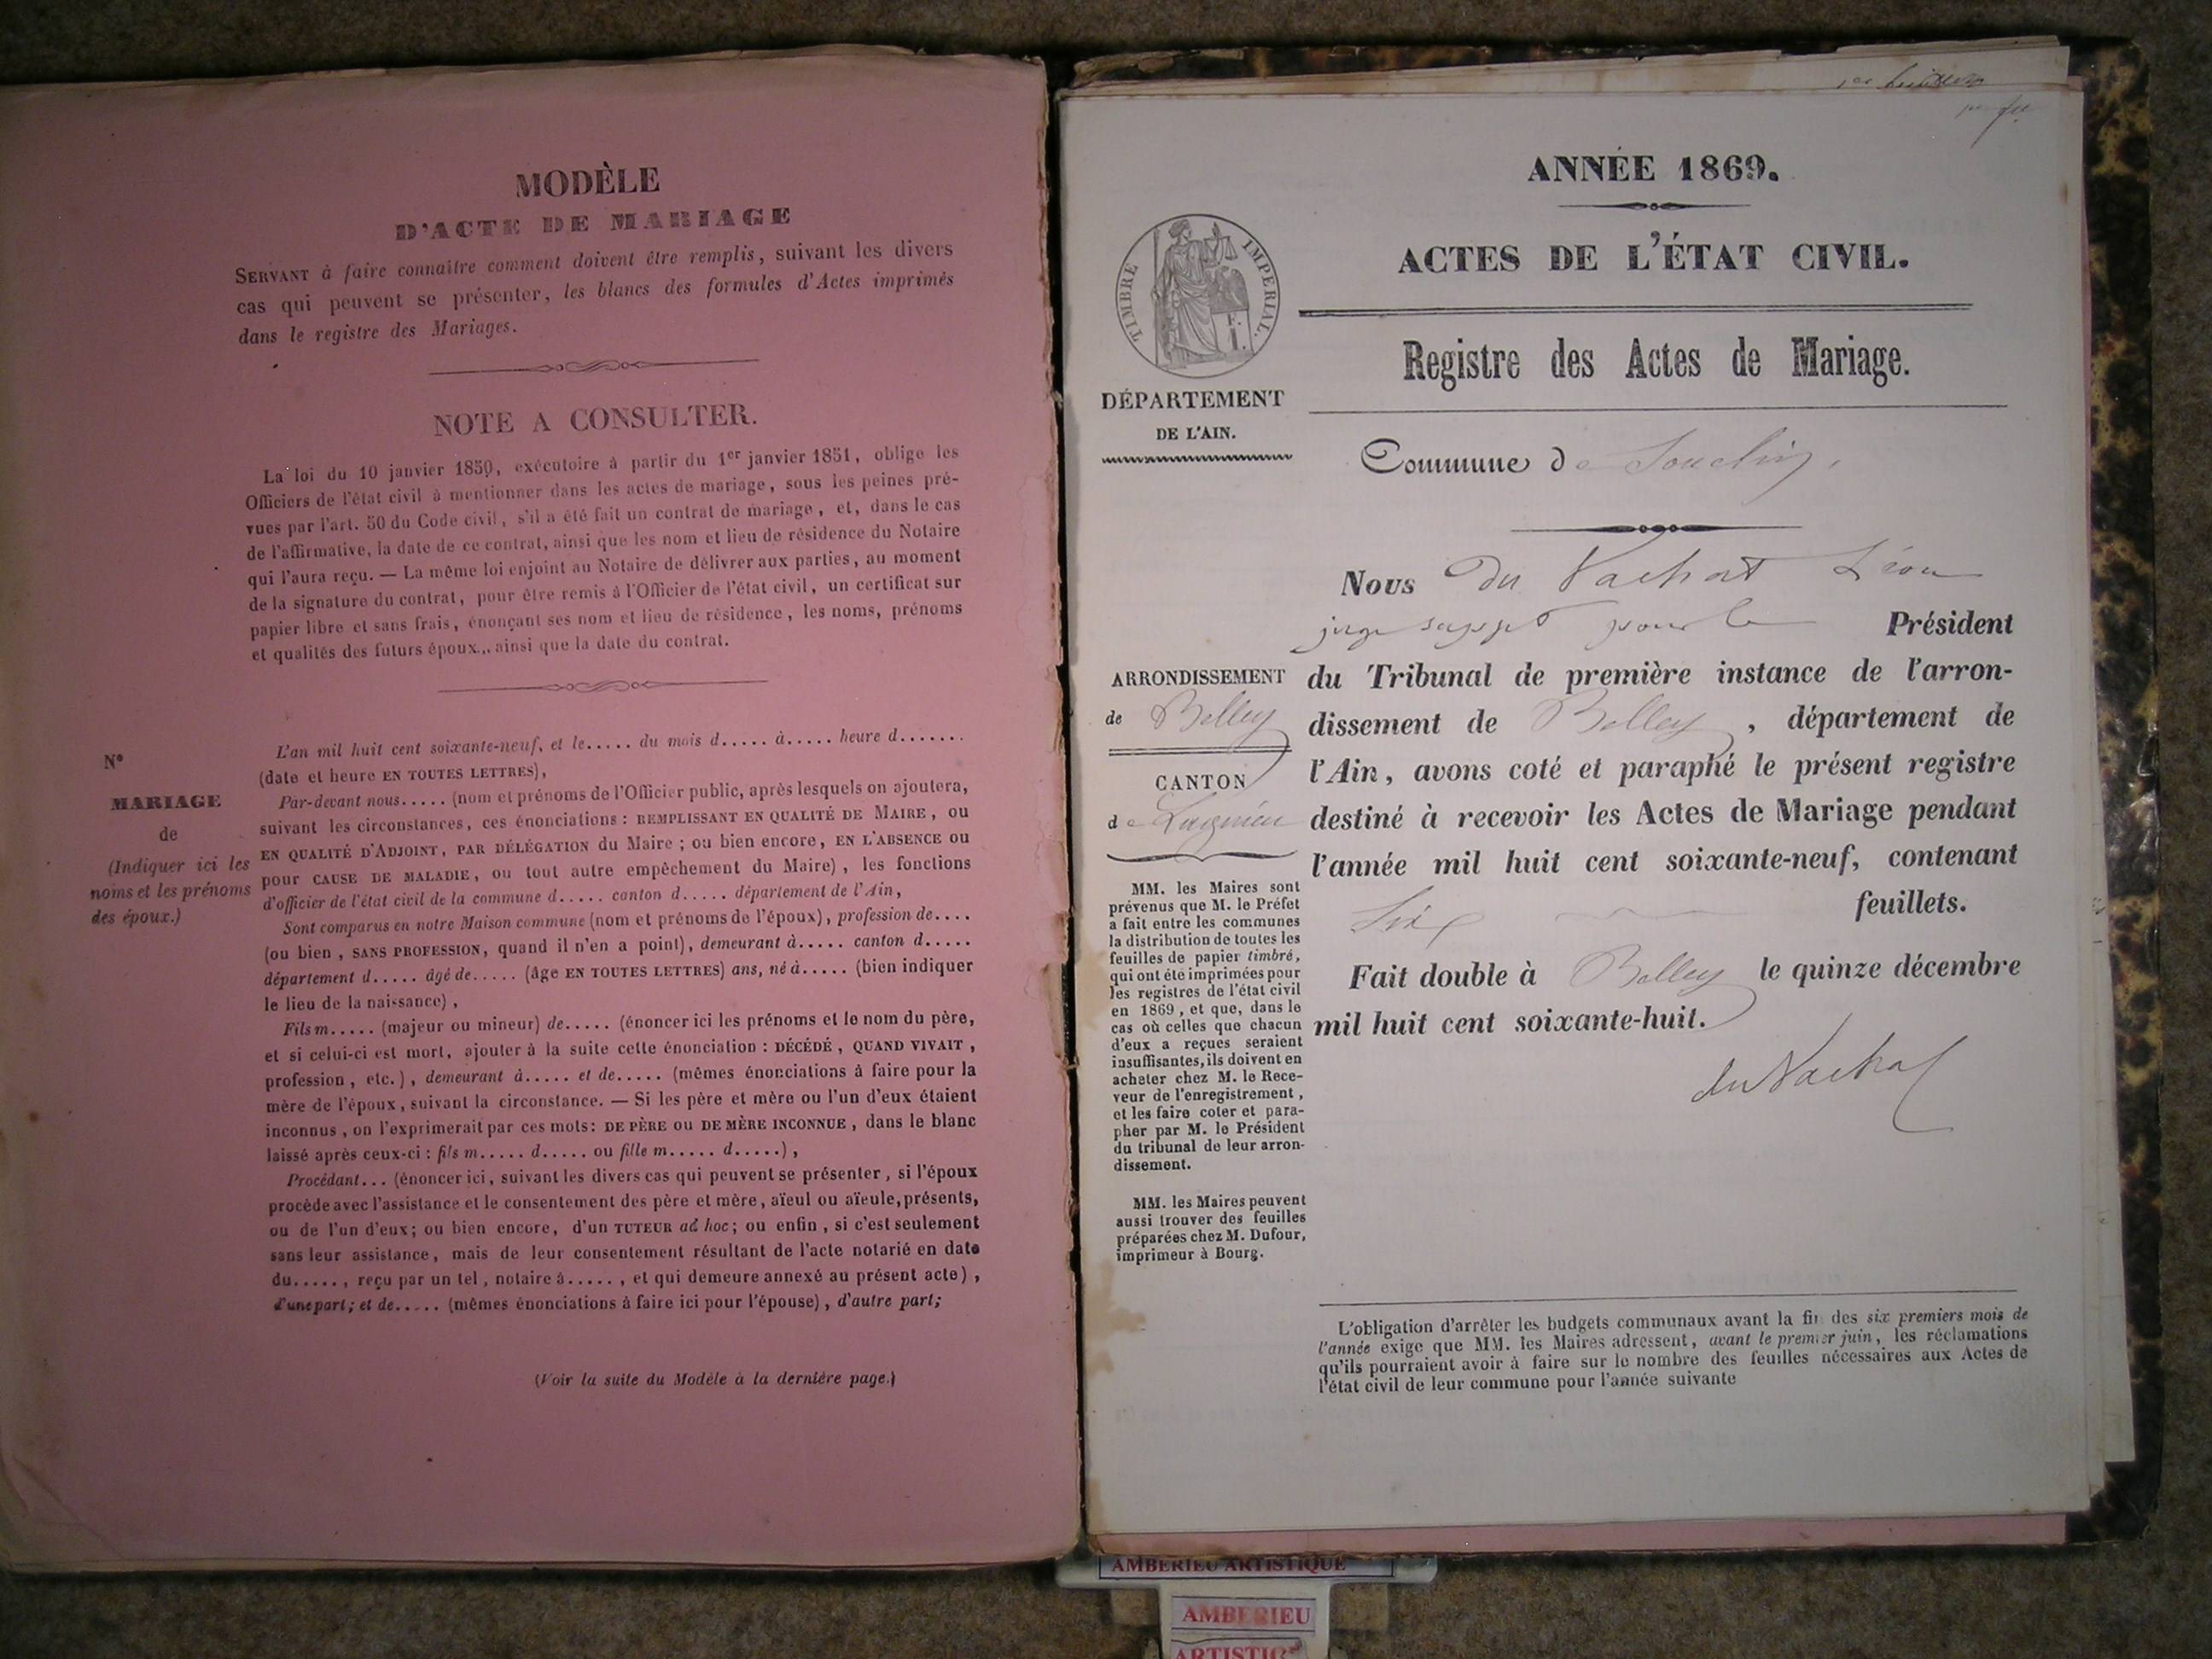 MODÈLE
D'ACTE DE MARIAGE
SERVANT à faire connaître comment doivent être remplis, suivant les divers
cas qui peuvent se présenter, les blancs des formules d'Actes imprimés
dans le registre des Mariages.
NOTE A CONSULTER.
La loi du 10 janvier 1850, exécutoire à partir du 1er janvier 1851, oblige les
Officiers de l'état civil à mentionner dans les actes de mariage, sous les peines pré-
vues par l'art. 50 du Code civil, s'il a été fait un contrat de mariage, et, dans le cas
de l'affirmative, la date de ce contrat, ainsi que les nom et lieu de résidence du Notaire
qui l'aura reçu. — La même loi enjoint au Notaire de délivrer aux parties, au moment
de la signature du contrat, pour être remis à l'Officier de l'état civil, un certificat sur
papier libre et sans frais, énonçant ses nom et lieu de résidence, les noms, prénoms
et qualités des futurs époux., ainsi que la date du contrat.
N°
MARIAGE
de
(Indiquer ici les
noms et les prénoms
des époux.)
L'an mil huit cent soixante-neuf, et le..... du mois d..... à..... heure d.......
(date et heure EN TOUTES LETTRES),
Par-devant nous..... (nom et prénoms de l'Officier public, après lesquels on ajoutera,
suivant les circonstances, ces énonciations : REMPLISSANT EN QUALITÉ DE MAIRE, OU
EN QUALITÉ D'ADJOINT, PAR DÉLÉGATION du Maire ; ou bien encore, EN L'ABSENCE OU
pour CAUSE DE MALADIE, ou tout autre empêchement du Maire), les fonctions
d'officier de l'état civil de la commune d..... canton d..... département de l'Ain,
Sont comparus en notre Maison commune (nom et prénoms de l'époux), profession de....
(ou bien, SANS PROFESSION, quand il n'en a point), demeurant à..... canton d.....
département d..... âgé de..... (âge EN TOUTES LETTRES) ans, né à..... (bien indiquer
le lieu de la naissance),
Fils m..... (majeur ou mineur) de..... (énoncer ici les prénoms et le nom du père,
et si celui-ci est mort, ajouter à la suite cette énonciation : DÉCÉDÉ, QUAND VIVAIT,
profession, etc.), demeurant à..... et de..... (mêmes énonciations à faire pour la
mère de l'époux, suivant la circonstance. — Si les père et mère ou l'un d'eux étaient
inconnus, on l'exprimerait par ces mots: DE PÈRE OU DE MÈRE INCONNUE, dans le blanc
laissé après ceux-ci : fils m..... d..... ou fille m..... d.....),
Procédant... (énoncer ici, suivant les divers cas qui peuvent se présenter, si l'époux
procède avec l'assistance et le consentement des père et mère, aïeul ou aïeule, présents,
ou de l'un d'eux; ou bien encore, d'un TUTEUR ad hoc; ou enfin, si c'est seulement
sans leur assistance, mais de leur consentement résultant de l'acte notarié en date
du....., reçu par un tel, notaire à....., et qui demeure annexé au présent acte),
d'une part; et de..... (mêmes énonciations à faire ici pour l'épouse), d'autre part;
(Voir la suite du Modèle à la dernière page.)
ANNÉE 1869.
ACTES DE L'ÉTAT CIVIL.
TIMBRE IMPERIAL.
F.
I.
Registre des Actes de Mariage.
DÉPARTEMENT
DE L'AIN.
Commune de Souclin,
Nous Du Vachat Léon
juge suppt pour le Président
du Tribunal de première instance de l'arron-
dissement de Belley, département de
l'Ain, avons coté et paraphé le présent registre
destiné à recevoir les Actes de Mariage pendant
l'année mil huit cent soixante-neuf, contenant
Six feuillets.
Fait double à Belley le quinze décembre
mil huit cent soixante-huit.
du Vachat
ARRONDISSEMENT
de Belley
CANTON
de Lagnieu
MM. les Maires sont
prévenus que M. le Préfet
a fait entre les communes
la distribution de toutes les
feuilles de papier timbré,
qui ont été imprimées pour
les registres de l'état civil
en 1869, et que, dans le
cas où celles que chacun
d'eux a reçues seraient
insuffisantes, ils doivent en
acheter chez M. le Rece-
veur de l'enregistrement,
et les faire coter et para-
pher par M. le Président
du tribunal de leur arron-
dissement.
MM. les Maires peuvent
aussi trouver des feuilles
préparées chez M. Dufour,
imprimeur à Bourg.
L'obligation d'arrêter les budgets communaux avant la fin des six premiers mois de
l'année exige que MM. les Maires adressent, avant le premier juin, les réclamations
qu'ils pourraient avoir à faire sur le nombre des feuilles nécessaires aux Actes de
l'état civil de leur commune pour l'année suivante
AMBERIEU ARTISTIQUE
AMBERIEU
ARTISTIQ